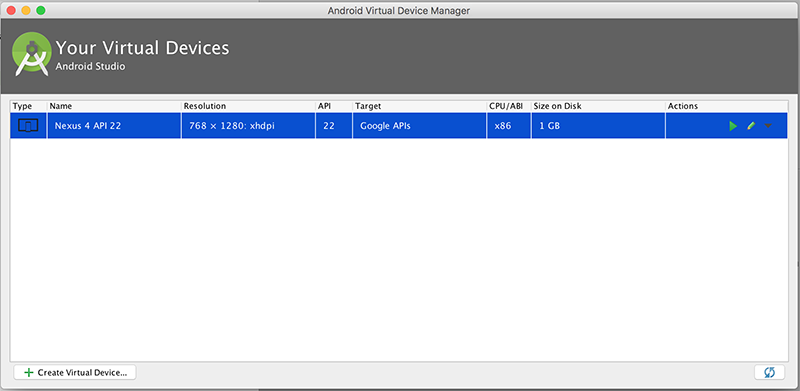 Android Virtual Device Manager
Your Virtual Devices
Android Studio
Type Name Resolution API Target CPU/ABI Size on Disk Actions
Nexus 4 API 22 768 × 1280: xhdpi 22 Google APIs x86 1 GB
Create Virtual Device...